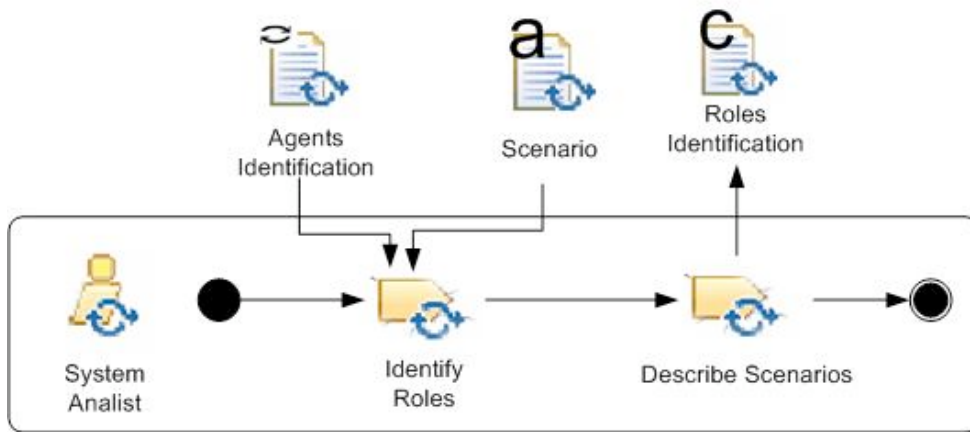 a
c
Agents
Identification
Scenario
Roles
Identification
System
Analist
Identify
Roles
Describe Scenarios